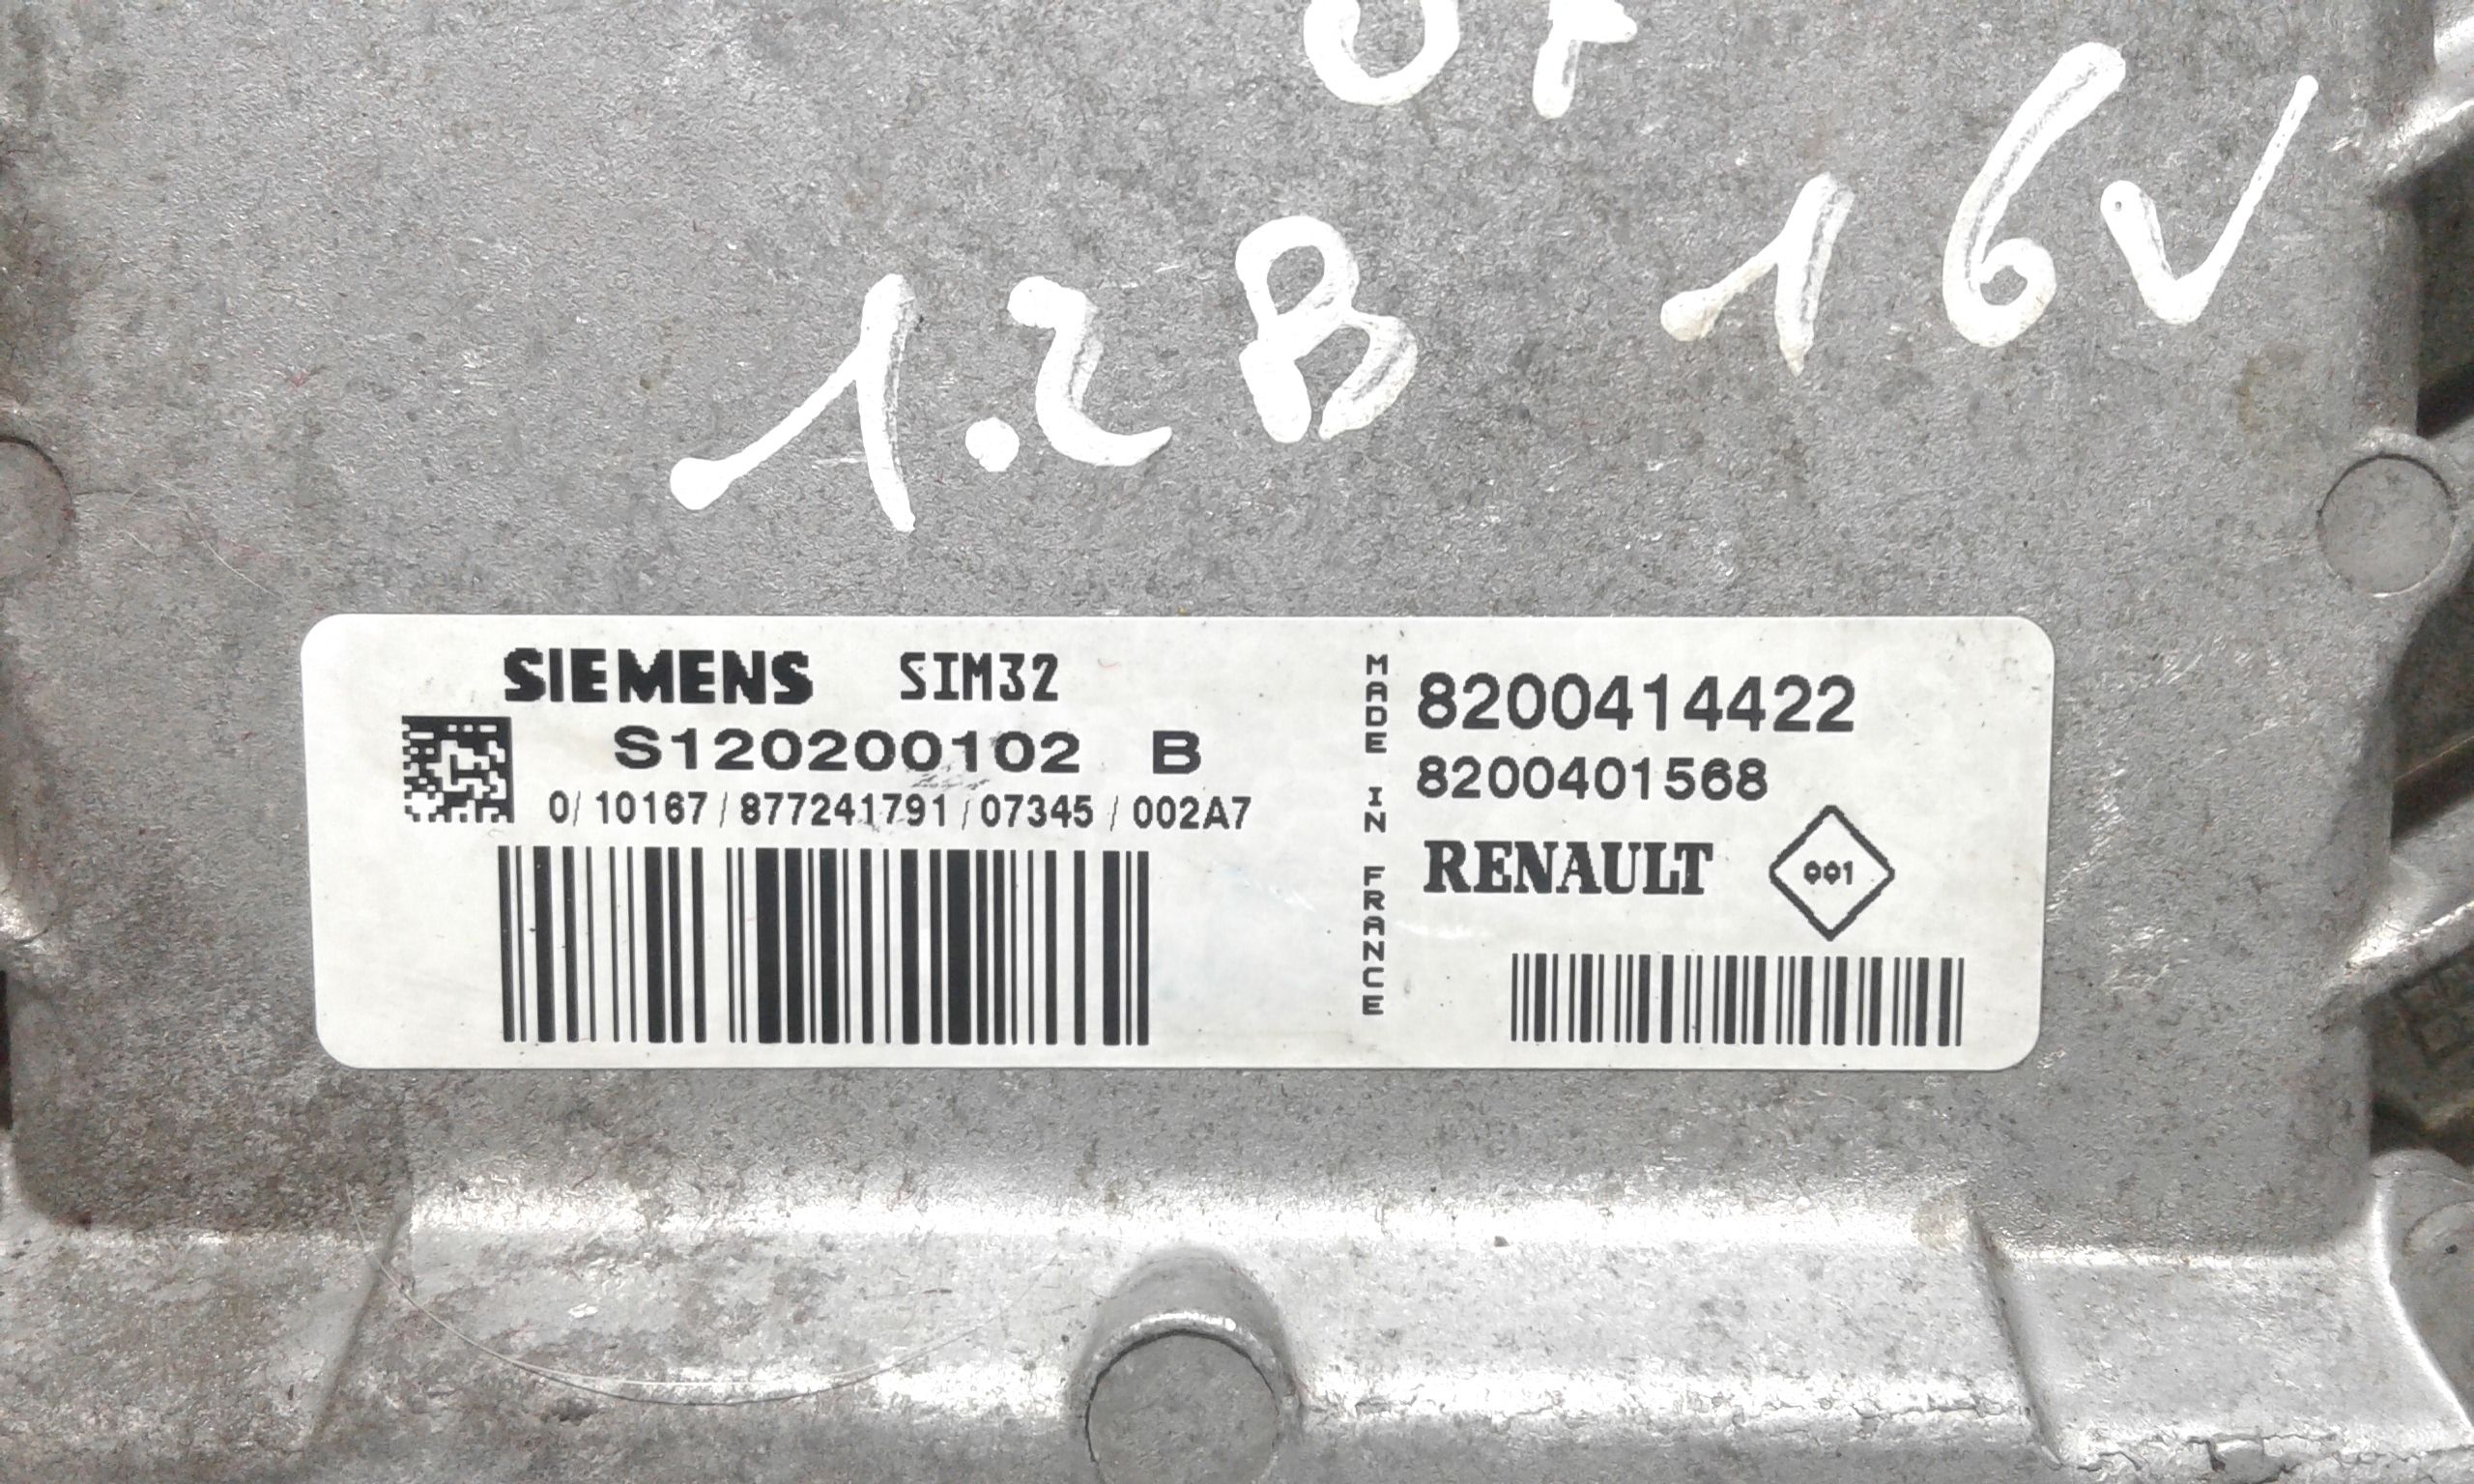 1.2B 16V
SIEMENS SIM32
S120200102 B
0/ 10167 / 877241791 / 07345 / 002A7
MADE IN FRANCE
8200414422
8200401568
RENAULT 001